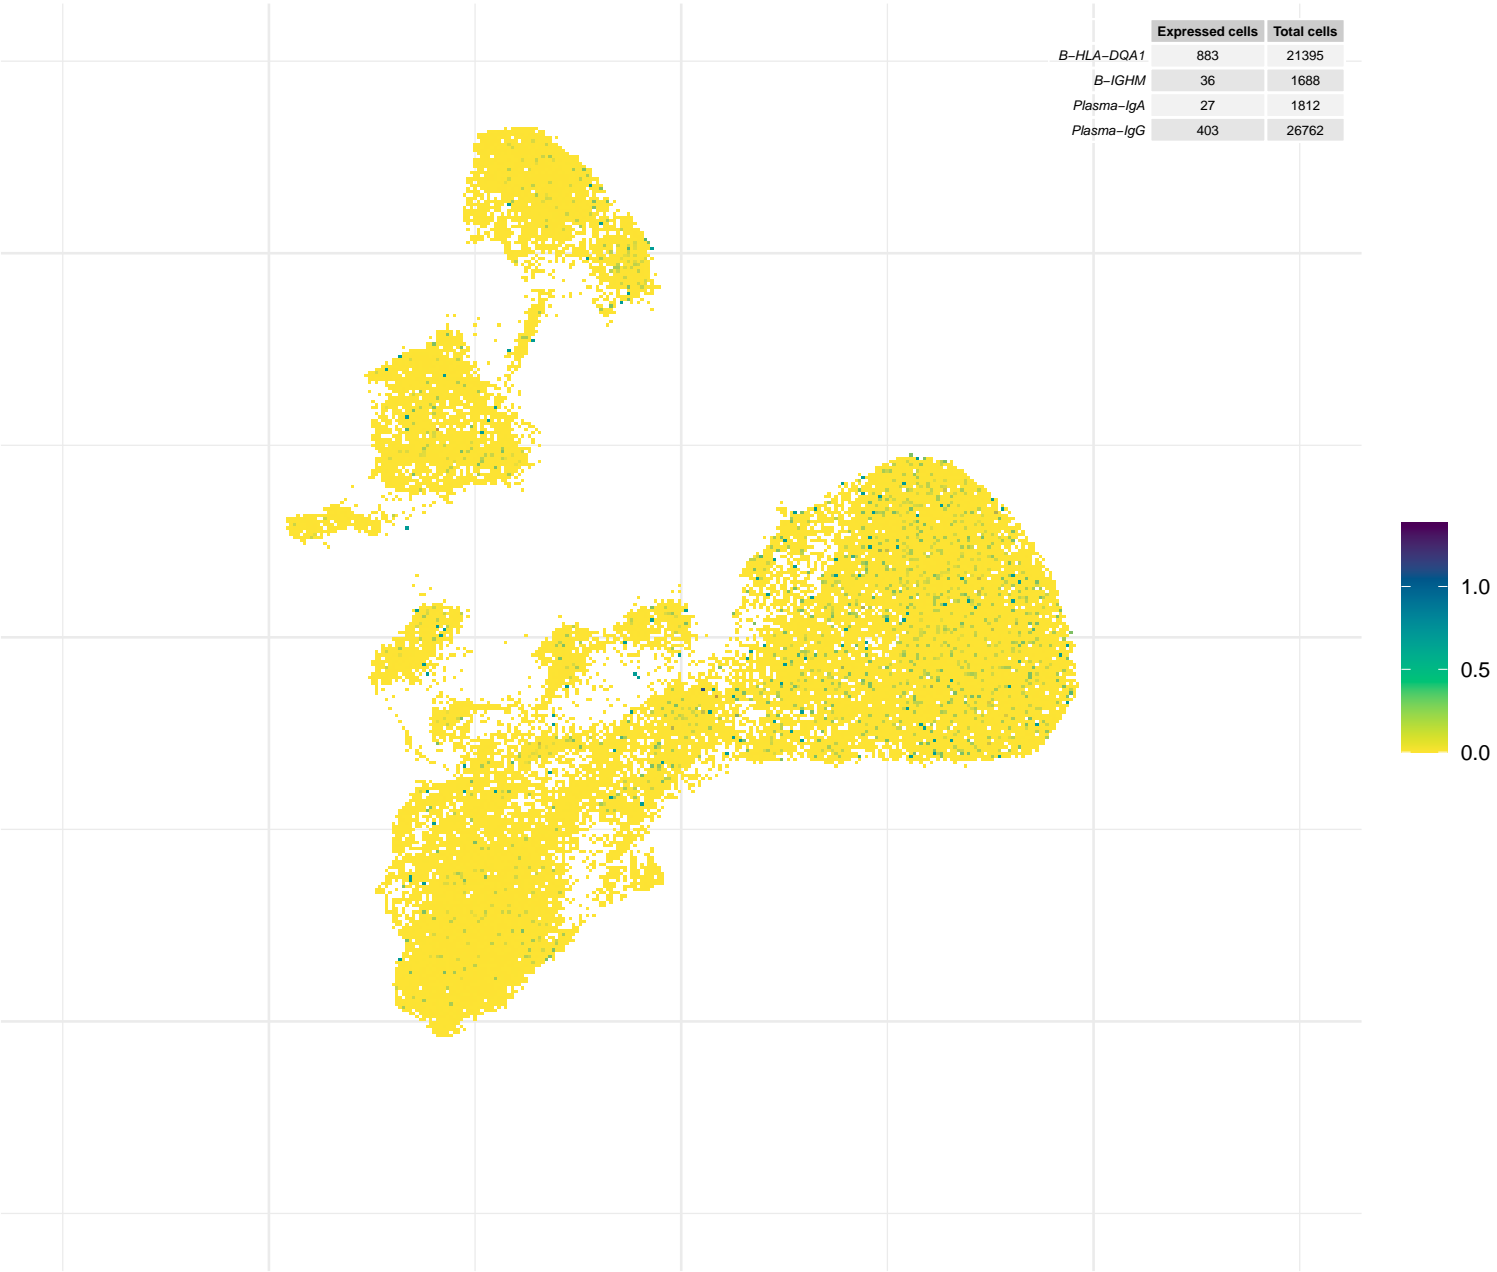 Expressed cells Total cells
B−HLA−DQA1 883 21395
B−IGHM 36 1688
Plasma−IgA 27 1812
Plasma−IgG 403 26762
1.0
0.5
0.0